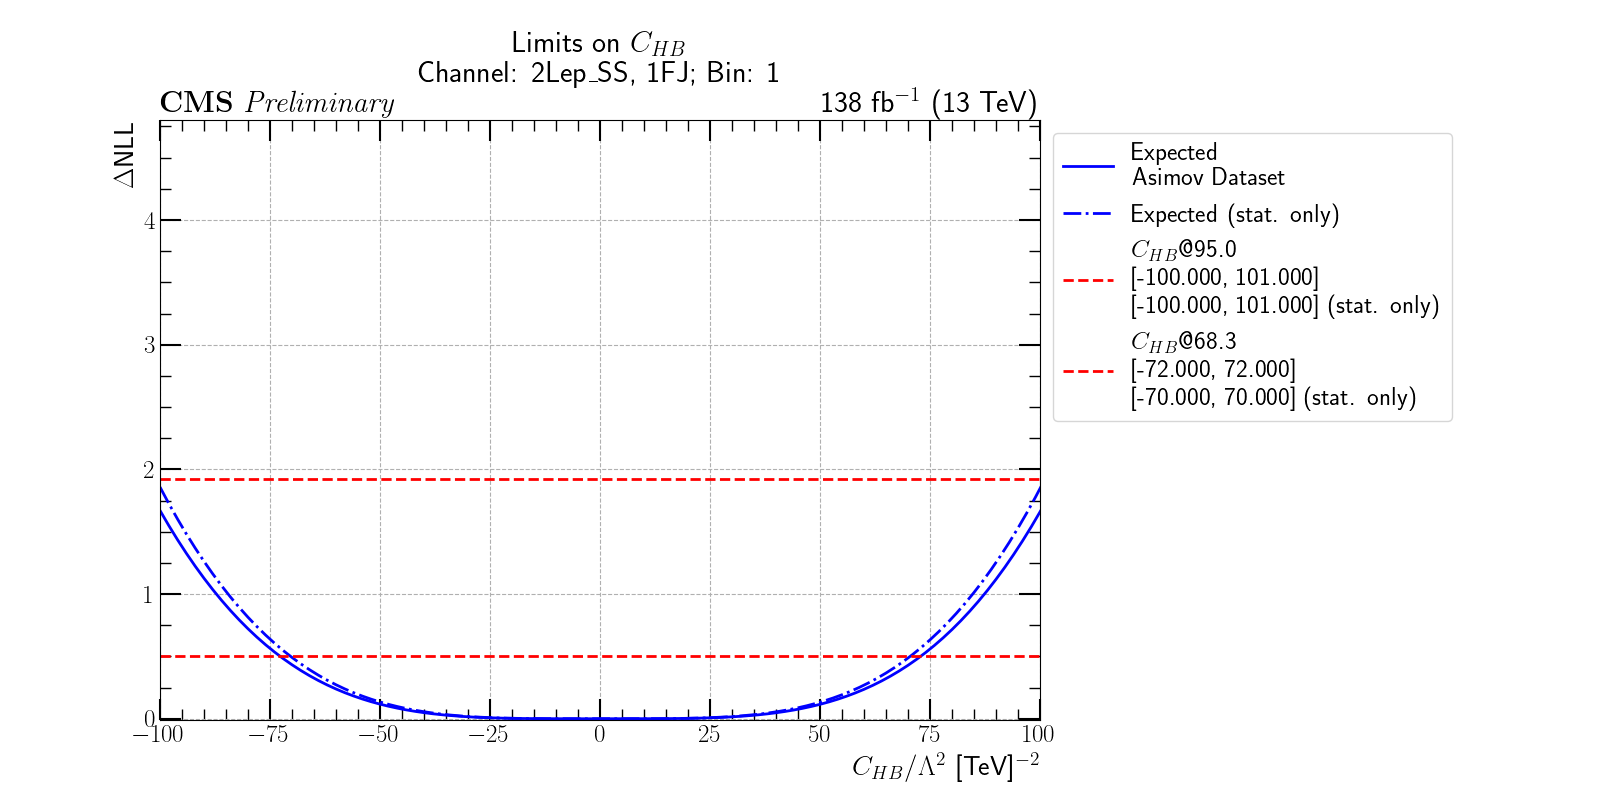 Limits on C_HB
Channel: 2Lep_SS, 1FJ; Bin: 1
CMS Preliminary
138 fb⁻¹ (13 TeV)
ΔNLL
4
3
2
1
0
−100
−75
−50
−25
0
25
50
75
100
C_HB/Λ² [TeV]⁻²
Expected
Asimov Dataset
Expected (stat. only)
C_HB@95.0
[-100.000, 101.000]
[-100.000, 101.000] (stat. only)
C_HB@68.3
[-72.000, 72.000]
[-70.000, 70.000] (stat. only)